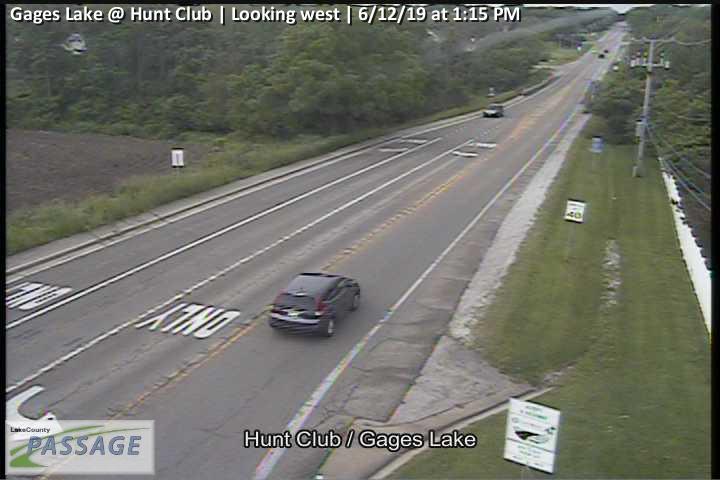 Gages Lake @ Hunt Club | Looking west | 6/12/19 at 1:15 PM
40
ONLY
LakeCounty
PASSAGE
Hunt Club / Gages Lake